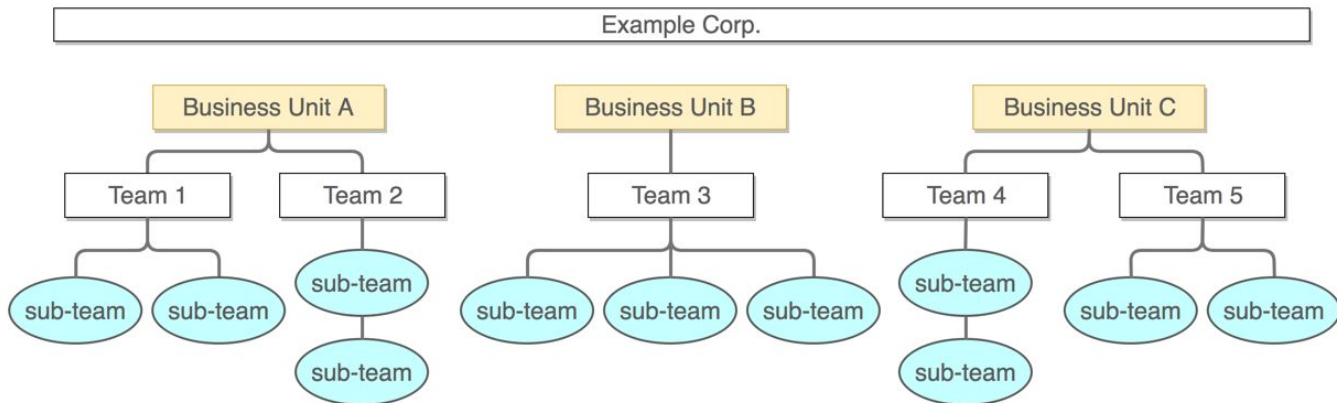 Example Corp.
Business Unit A
Business Unit B
Business Unit C
Team 1
Team 2
Team 3
Team 4
Team 5
sub-team
sub-team
sub-team
sub-team
sub-team
sub-team
sub-team
sub-team
sub-team
sub-team
sub-team